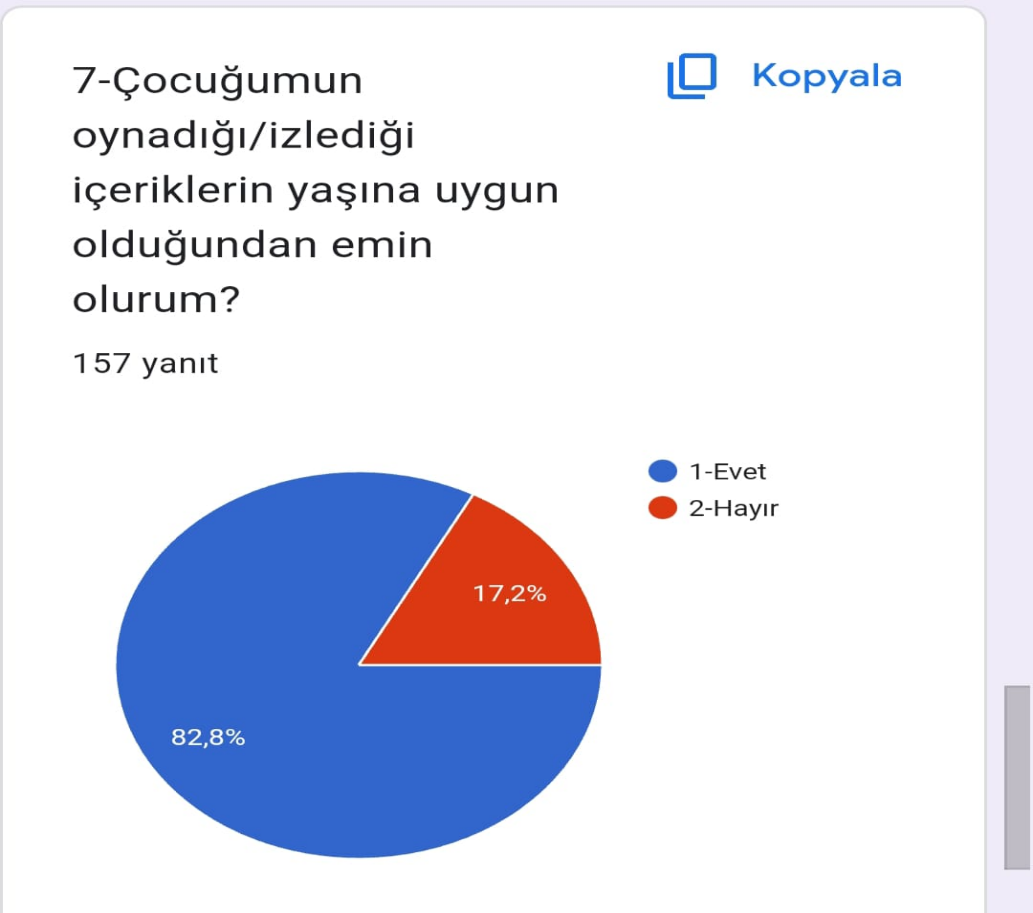 7-Çocuğumun
oynadığı/izlediği
içeriklerin yaşına uygun
olduğundan emin
olurum?
Kopyala
157 yanıt
1-Evet
2-Hayır
17,2%
82,8%